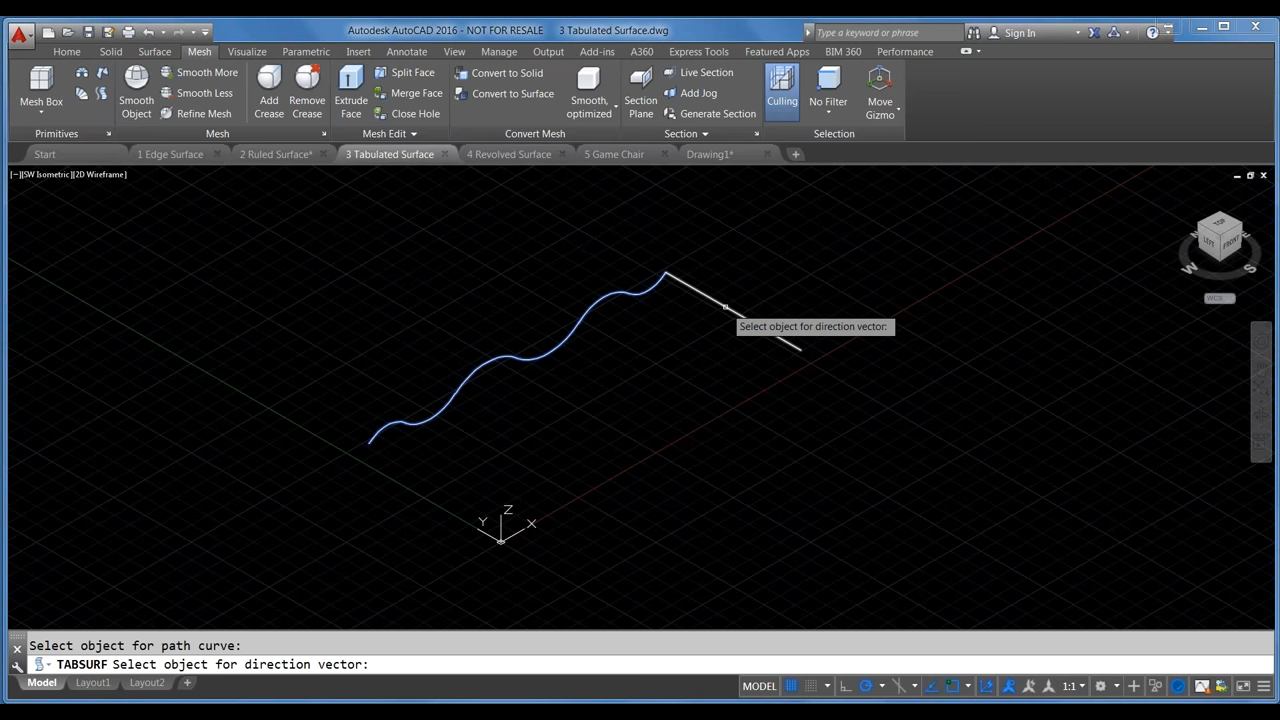 Autodesk AutoCAD 2016 - NOT FOR RESALE 3 Tabulated Surface.dwg
Type a keyword or phrase
Sign In
Home Solid Surface Mesh Visualize Parametric Insert Annotate View Manage Output Add-ins A360 Express Tools Featured Apps BIM 360 Performance
Mesh Box
Smooth Object
Smooth More
Smooth Less
Refine Mesh
Add Crease
Remove Crease
Extrude Face
Split Face
Merge Face
Close Hole
Convert to Solid
Convert to Surface
Smooth, optimized
Section Plane
Live Section
Add Jog
Generate Section
Culling
No Filter
Move Gizmo
Primitives Mesh Mesh Edit Convert Mesh Section Selection
Start 1 Edge Surface 2 Ruled Surface* 3 Tabulated Surface 4 Revolved Surface 5 Game Chair Drawing1*
[−][SW Isometric][2D Wireframe]
TOP
LEFT FRONT
W S
WCS
Select object for direction vector:
Z
Y X
Select object for path curve:
TABSURF Select object for direction vector:
Model Layout1 Layout2
MODEL 1:1